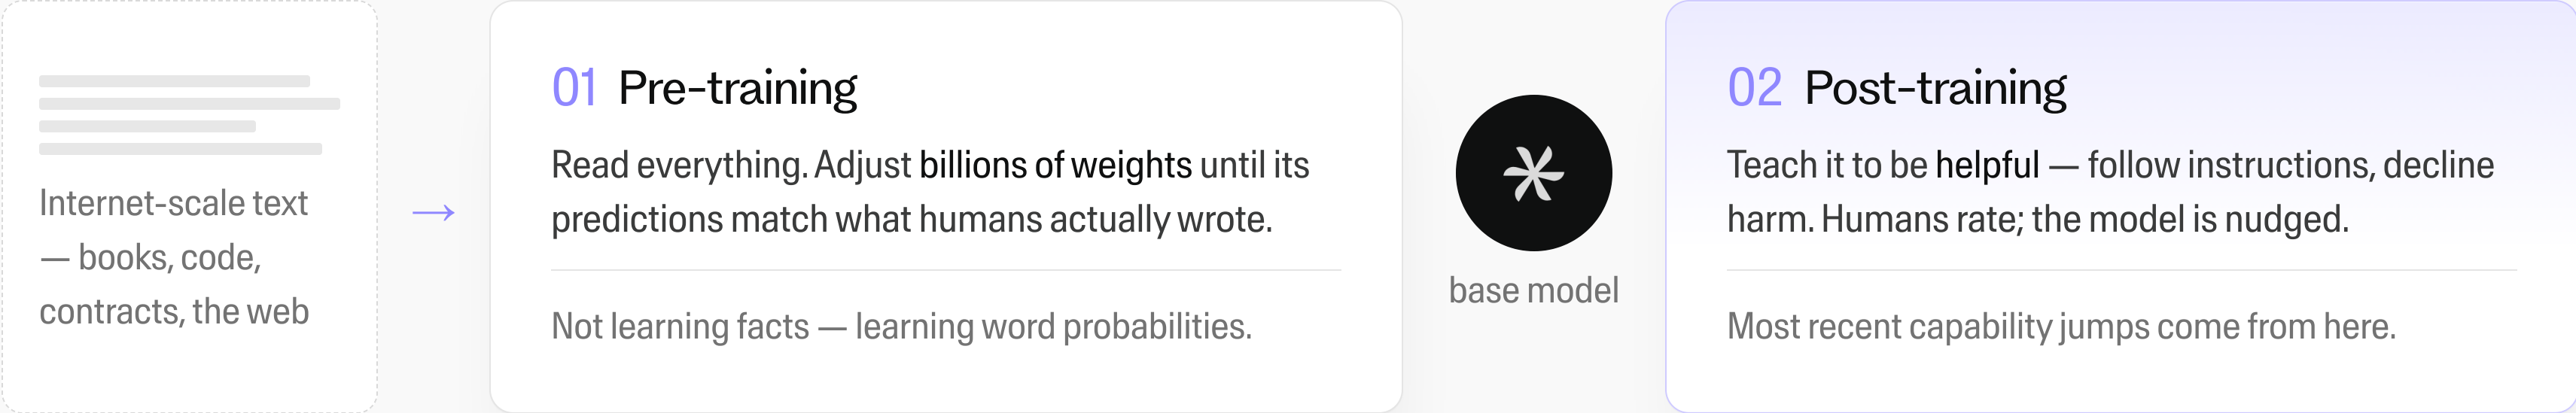 Internet-scale text
— books, code,
contracts, the web
→
01 Pre-training
Read everything. Adjust billions of weights until its
predictions match what humans actually wrote.
Not learning facts — learning word probabilities.
base model
02 Post-training
Teach it to be helpful — follow instructions, decline
harm. Humans rate; the model is nudged.
Most recent capability jumps come from here.